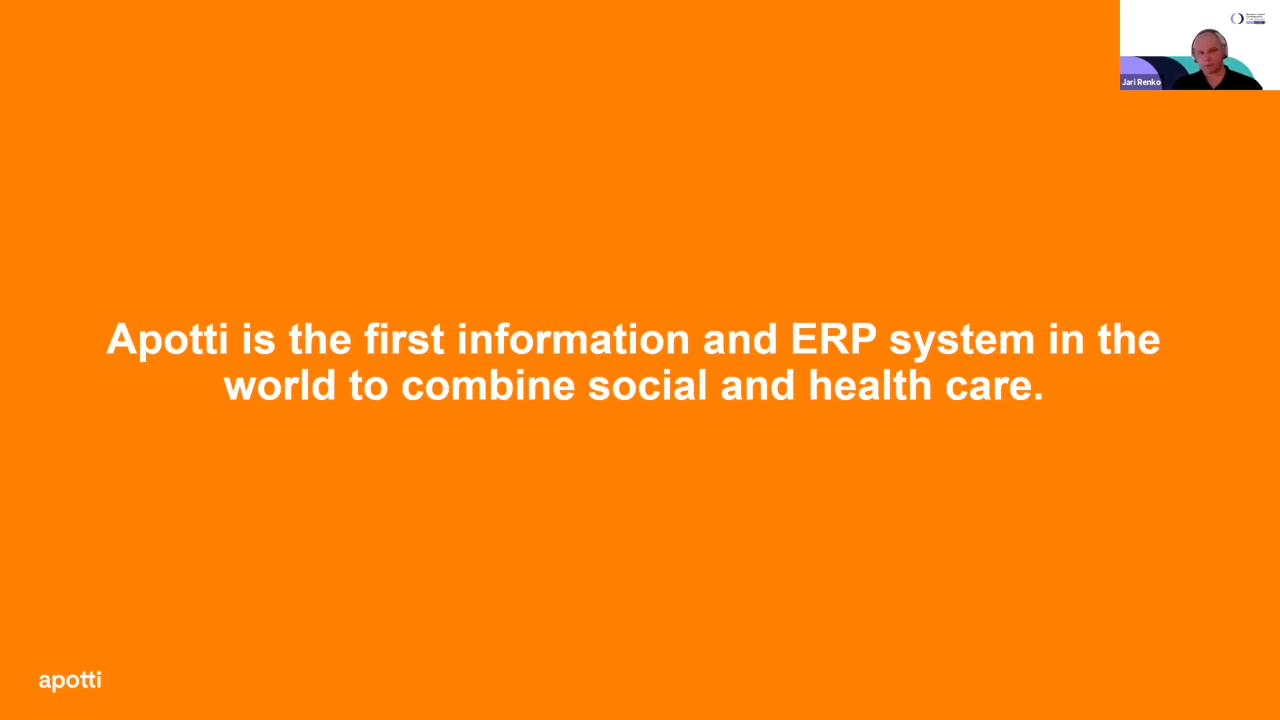 Jari Renko
Apotti is the first information and ERP system in the
world to combine social and health care.
apotti